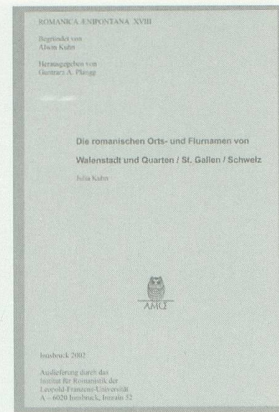 ROMANICA ÆNIPONTANA XVIII
Begründet von
Alwin Kuhn
Herausgegeben von
Guntram A. Plangg
Die romanischen Orts- und Flurnamen von
Walenstadt und Quarten / St. Gallen / Schweiz
Julia Kuhn
AMŒ
Innsbruck 2002
Auslieferung durch das
Institut für Romanistik der
Leopold-Franzens-Universität
A – 6020 Innsbruck, Innrain 52